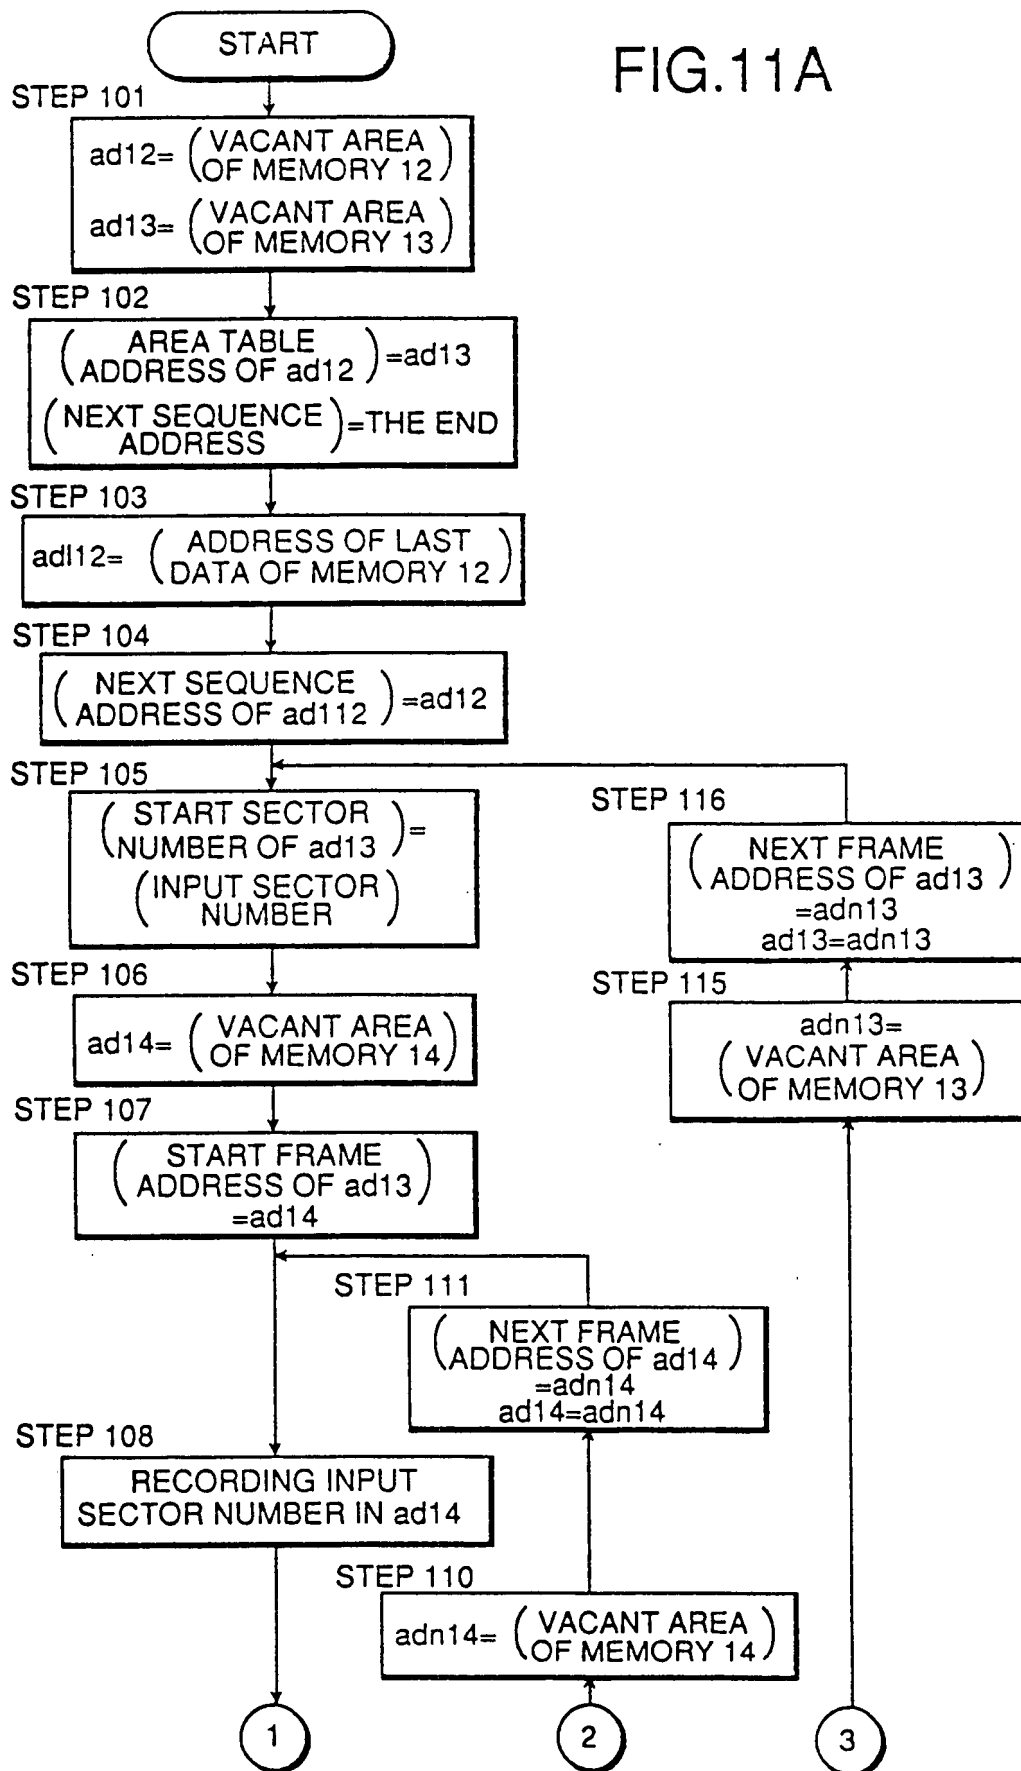 FIG.11A
START
STEP 101
ad12= (VACANT AREA
OF MEMORY 12)
ad13= (VACANT AREA
OF MEMORY 13)
STEP 102
(AREA TABLE
ADDRESS OF ad12)=ad13
(NEXT SEQUENCE
ADDRESS)=THE END
STEP 103
adl12= (ADDRESS OF LAST
DATA OF MEMORY 12)
STEP 104
(NEXT SEQUENCE
ADDRESS OF ad112)=ad12
STEP 105
(START SECTOR
NUMBER OF ad13)=
(INPUT SECTOR
NUMBER)
STEP 106
ad14= (VACANT AREA
OF MEMORY 14)
STEP 107
(START FRAME
ADDRESS OF ad13)
=ad14
STEP 108
RECORDING INPUT
SECTOR NUMBER IN ad14
1
STEP 111
(NEXT FRAME
ADDRESS OF ad14)
=adn14
ad14=adn14
STEP 110
adn14= (VACANT AREA
OF MEMORY 14)
2
STEP 116
(NEXT FRAME
ADDRESS OF ad13)
=adn13
ad13=adn13
STEP 115
adn13=
(VACANT AREA
OF MEMORY 13)
3